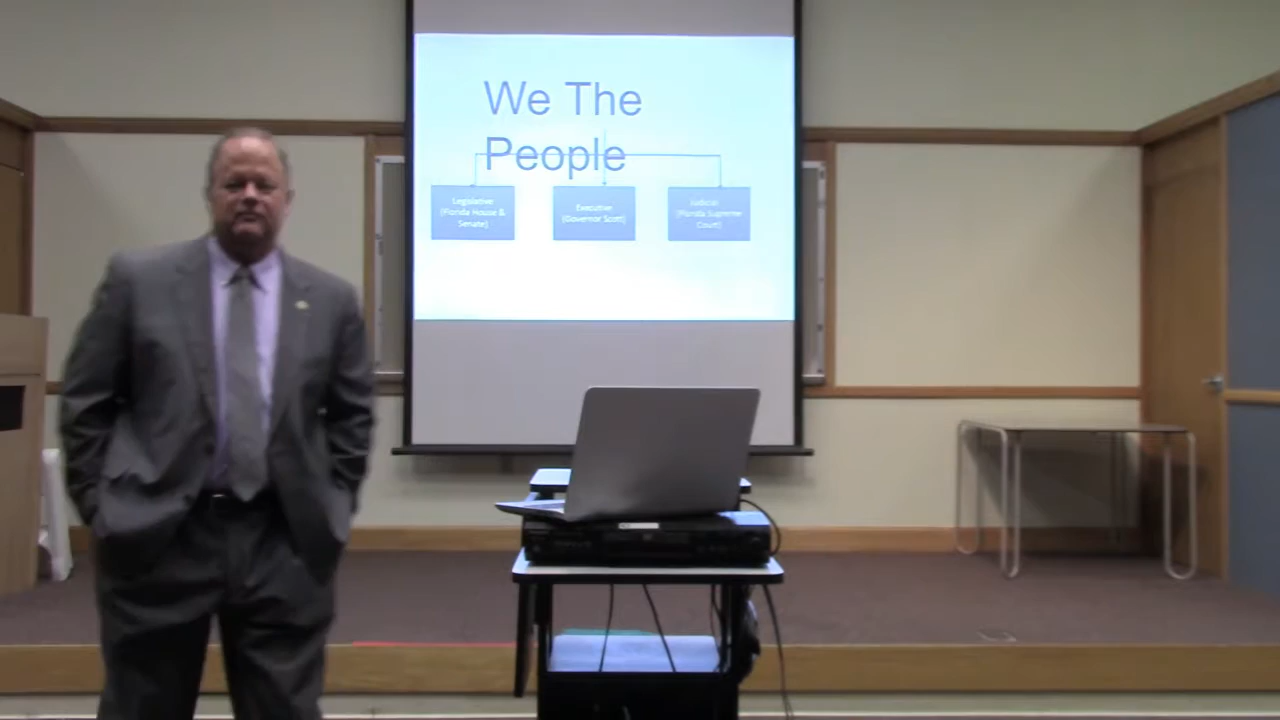 We The
People
Legislative
(Florida House &
Senate)
Executive
(Governor Scott)
Judicial
(Florida Supreme
Court)